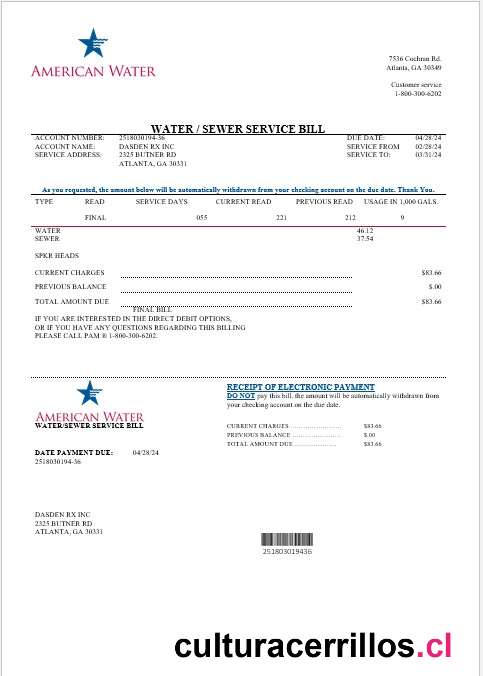 AMERICAN WATER
7536 Cochran Rd.
Atlanta, GA 30349
Customer service
1-800-300-6202
WATER / SEWER SERVICE BILL
ACCOUNT NUMBER: 2518030194-36 DUE DATE: 04/28/24
ACCOUNT NAME: DASDEN RX INC SERVICE FROM 02/28/24
SERVICE ADDRESS: 2325 BUTNER RD SERVICE TO: 03/31/24
ATLANTA, GA 30331
As you requested, the amount below will be automatically withdrawn from your checking account on the due date. Thank You.
TYPE READ SERVICE DAYS CURRENT READ PREVIOUS READ USAGE IN 1,000 GALS.
FINAL 055 221 212 9
WATER 46.12
SEWER 37.54
SPKR HEADS
CURRENT CHARGES $83.66
PREVIOUS BALANCE $.00
TOTAL AMOUNT DUE $83.66
FINAL BILL
IF YOU ARE INTERESTED IN THE DIRECT DEBIT OPTIONS,
OR IF YOU HAVE ANY QUESTIONS REGARDING THIS BILLING
PLEASE CALL PAM ® 1-800-300-6202.
AMERICAN WATER
WATER/SEWER SERVICE BILL
DATE PAYMENT DUE: 04/28/24
2518030194-36
RECEIPT OF ELECTRONIC PAYMENT
DO NOT pay this bill. the amount will be automatically withdrawn from
your checking account on the due date.
CURRENT CHARGES ........................ $83.66
PREVIOUS BALANCE ...................... $.00
TOTAL AMOUNT DUE .................... $83.66
DASDEN RX INC
2325 BUTNER RD
ATLANTA, GA 30331
251803019436
culturacerrillos.cl